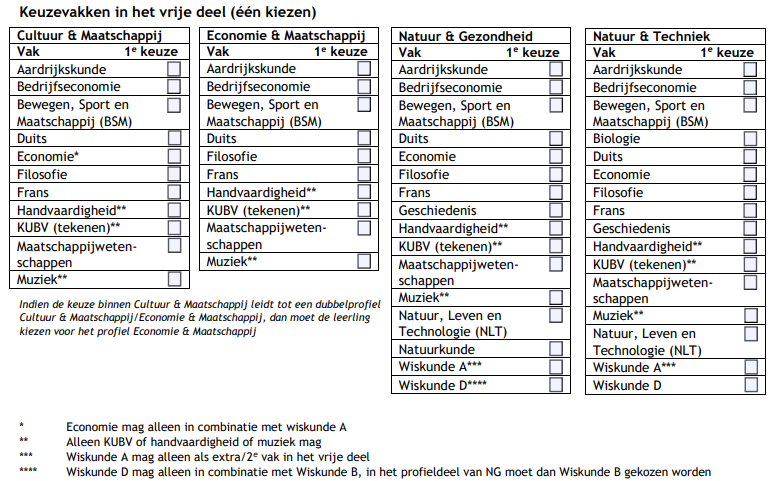 Keuzevakken in het vrije deel (één kiezen)
Cultuur & Maatschappij
Vak 1e keuze
Aardrijkskunde
Bedrijfseconomie
Bewegen, Sport en
Maatschappij (BSM)
Duits
Economie*
Filosofie
Frans
Handvaardigheid**
KUBV (tekenen)**
Maatschappijweten-
schappen
Muziek**
Economie & Maatschappij
Vak 1e keuze
Aardrijkskunde
Bedrijfseconomie
Bewegen, Sport en
Maatschappij (BSM)
Duits
Filosofie
Frans
Handvaardigheid**
KUBV (tekenen)**
Maatschappijweten-
schappen
Muziek**
Indien de keuze binnen Cultuur & Maatschappij leidt tot een dubbelprofiel
Cultuur & Maatschappij/Economie & Maatschappij, dan moet de leerling
kiezen voor het profiel Economie & Maatschappij
Natuur & Gezondheid
Vak 1e keuze
Aardrijkskunde
Bedrijfseconomie
Bewegen, Sport en
Maatschappij (BSM)
Duits
Economie
Filosofie
Frans
Geschiedenis
Handvaardigheid**
KUBV (tekenen)**
Maatschappijweten-
schappen
Muziek**
Natuur, Leven en
Technologie (NLT)
Natuurkunde
Wiskunde A***
Wiskunde D****
Natuur & Techniek
Vak 1e keuze
Aardrijkskunde
Bedrijfseconomie
Bewegen, Sport en
Maatschappij (BSM)
Biologie
Duits
Economie
Filosofie
Frans
Geschiedenis
Handvaardigheid**
KUBV (tekenen)**
Maatschappijweten-
schappen
Muziek**
Natuur, Leven en
Technologie (NLT)
Wiskunde A***
Wiskunde D
* Economie mag alleen in combinatie met wiskunde A
** Alleen KUBV of handvaardigheid of muziek mag
*** Wiskunde A mag alleen als extra/2e vak in het vrije deel
**** Wiskunde D mag alleen in combinatie met Wiskunde B, in het profieldeel van NG moet dan Wiskunde B gekozen worden